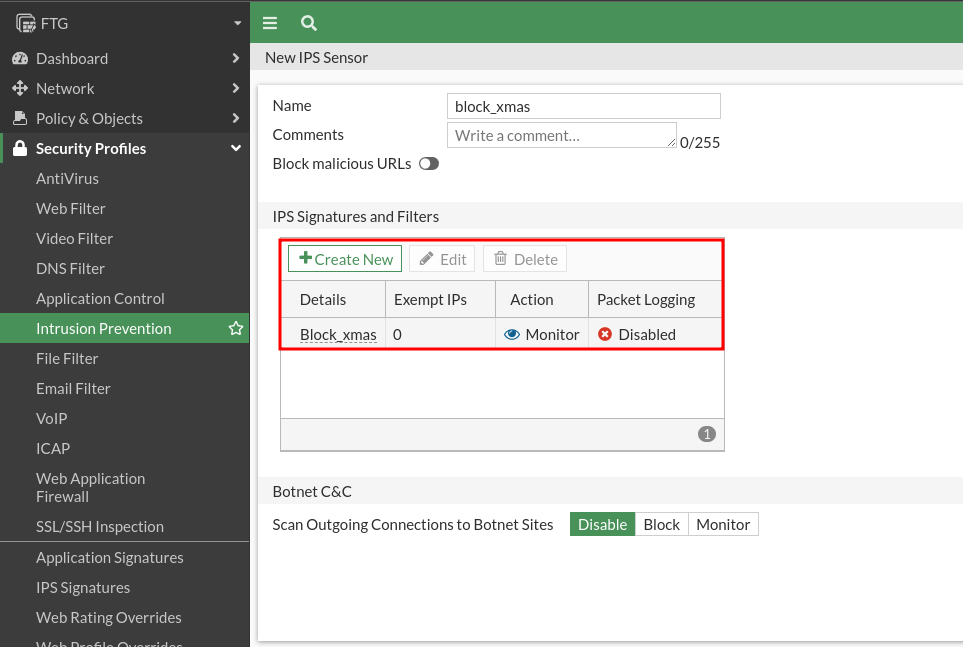 FTG
Dashboard
Network
Policy & Objects
Security Profiles
AntiVirus
Web Filter
Video Filter
DNS Filter
Application Control
Intrusion Prevention
File Filter
Email Filter
VoIP
ICAP
Web Application
Firewall
SSL/SSH Inspection
Application Signatures
IPS Signatures
Web Rating Overrides
Web Profile Overrides
New IPS Sensor
Name block_xmas
Comments Write a comment... 0/255
Block malicious URLs
IPS Signatures and Filters
Create New Edit Delete
Details Exempt IPs Action Packet Logging
Block_xmas 0 Monitor Disabled
1
Botnet C&C
Scan Outgoing Connections to Botnet Sites Disable Block Monitor